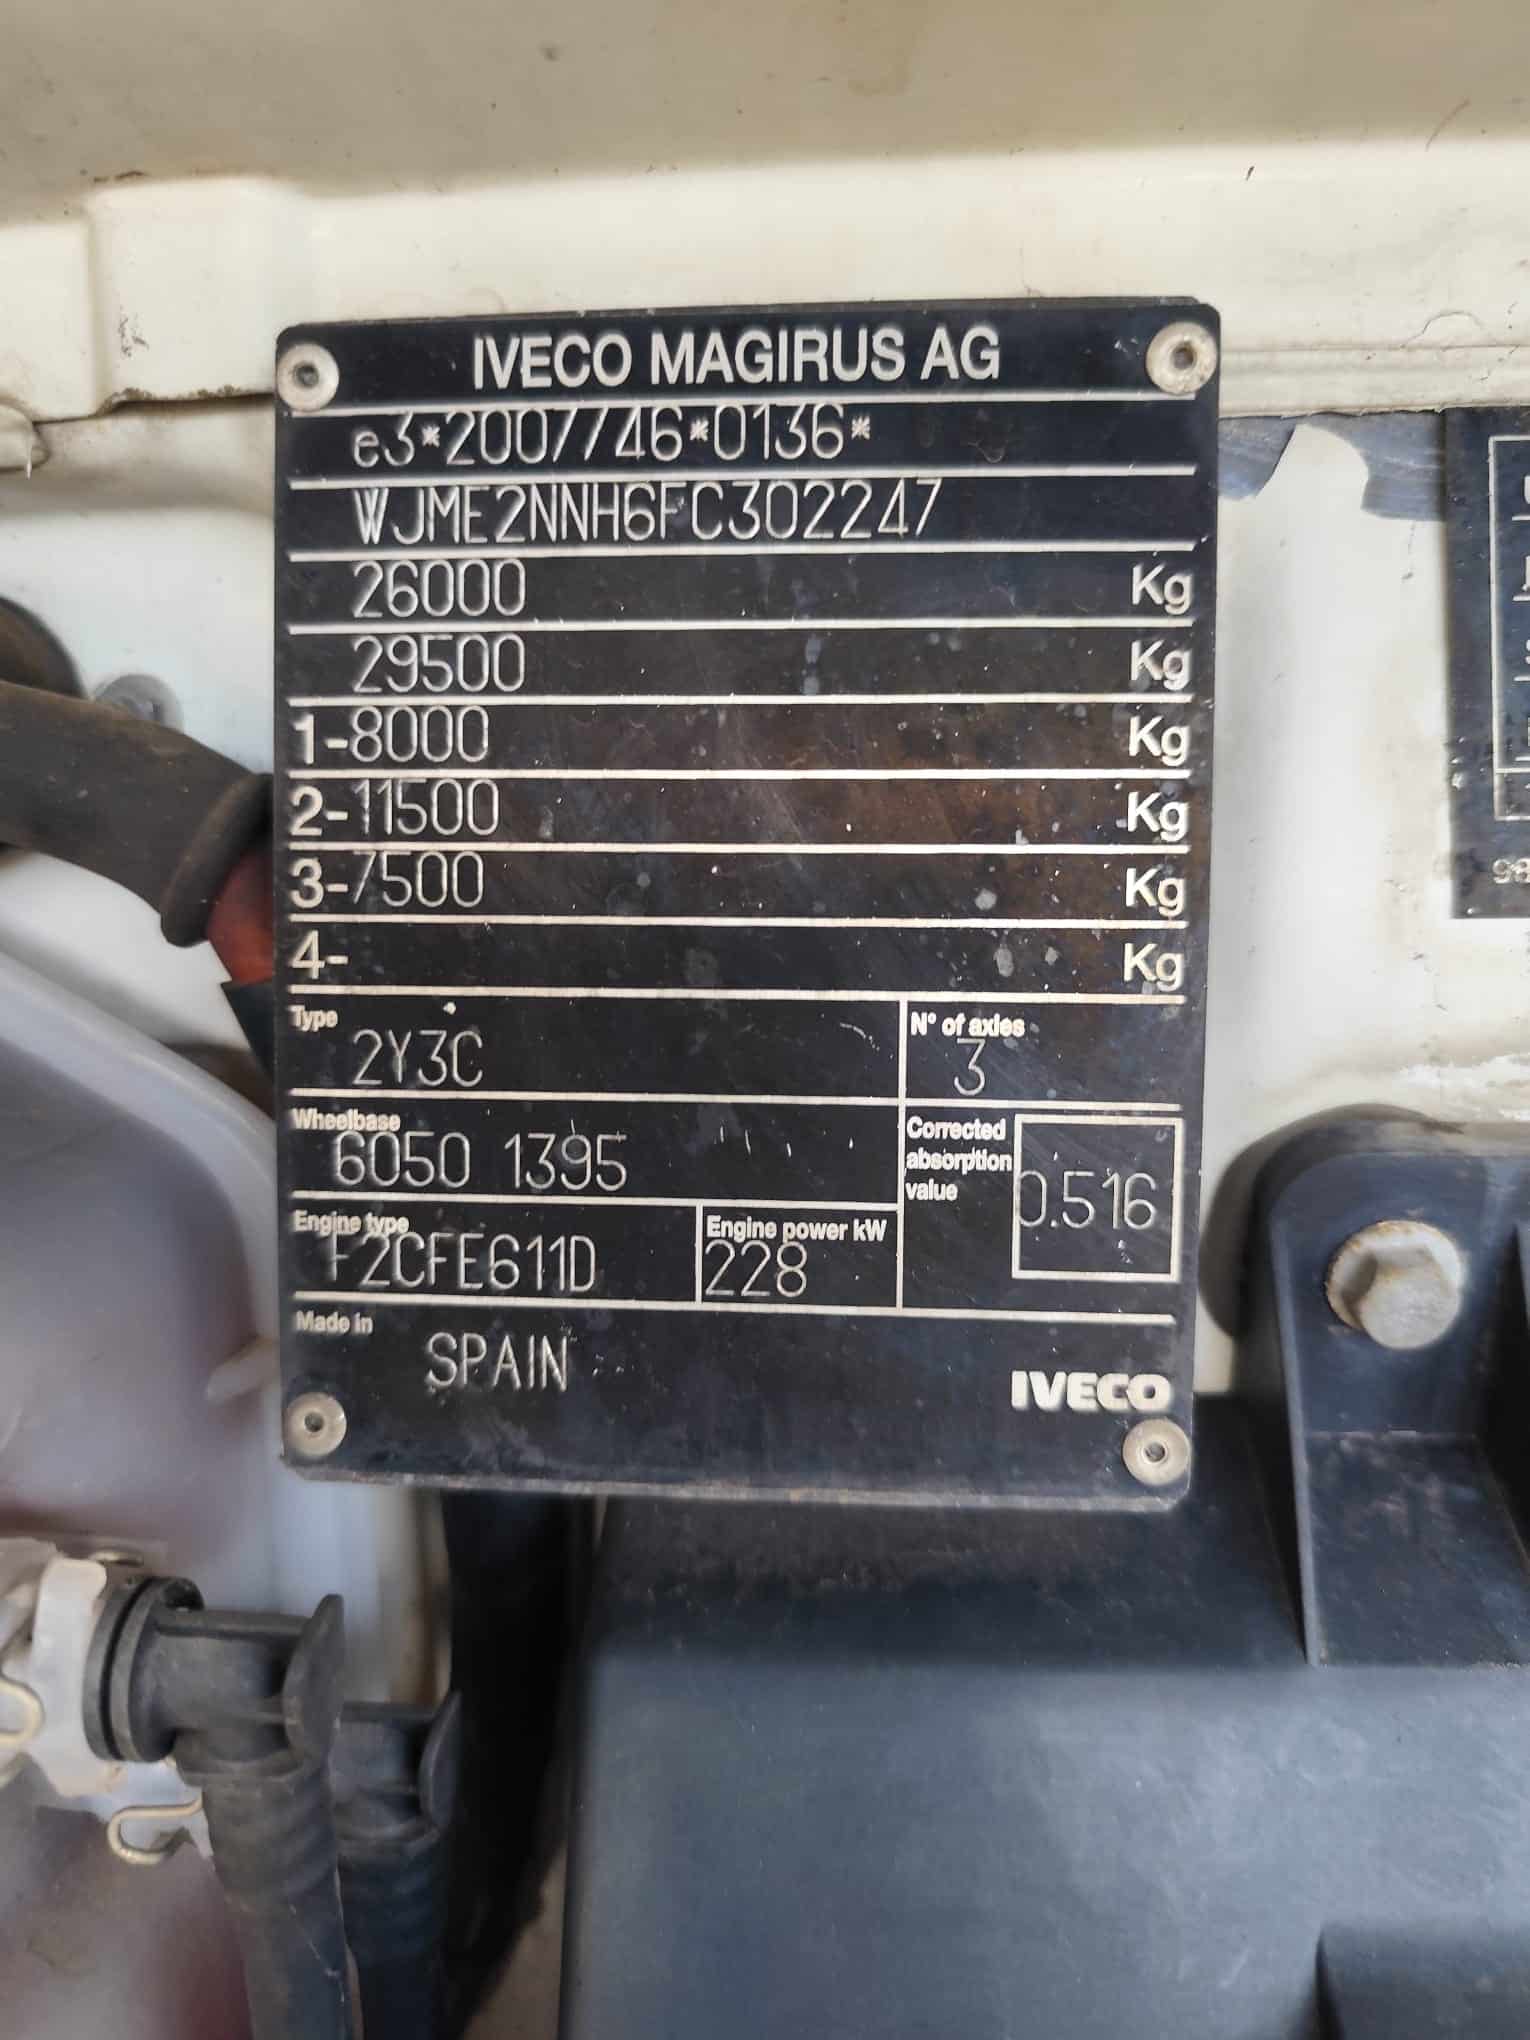 IVECO MAGIRUS AG
e3*2007/46*0136*
WJME2NNH6FC302247
26000 Kg
29500 Kg
1-8000 Kg
2-11500 Kg
3-7500 Kg
4- Kg
Type
2Y3C
N° of axles
3
Wheelbase
6050 1395
Corrected
absorption
value
0.516
Engine type
F2CFE611D
Engine power kW
228
Made in
SPAIN
IVECO